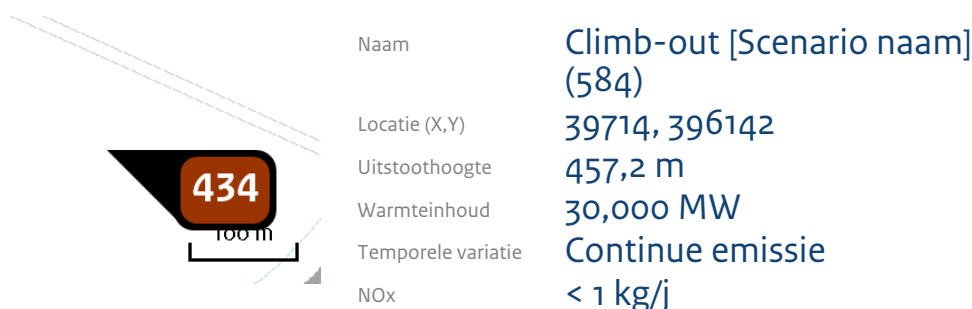 434
100 m
Naam Climb-out [Scenario naam]
(584)
Locatie (X,Y) 39714, 396142
Uitstoothoogte 457,2 m
Warmteinhoud 30,000 MW
Temporele variatie Continue emissie
NOx < 1 kg/j